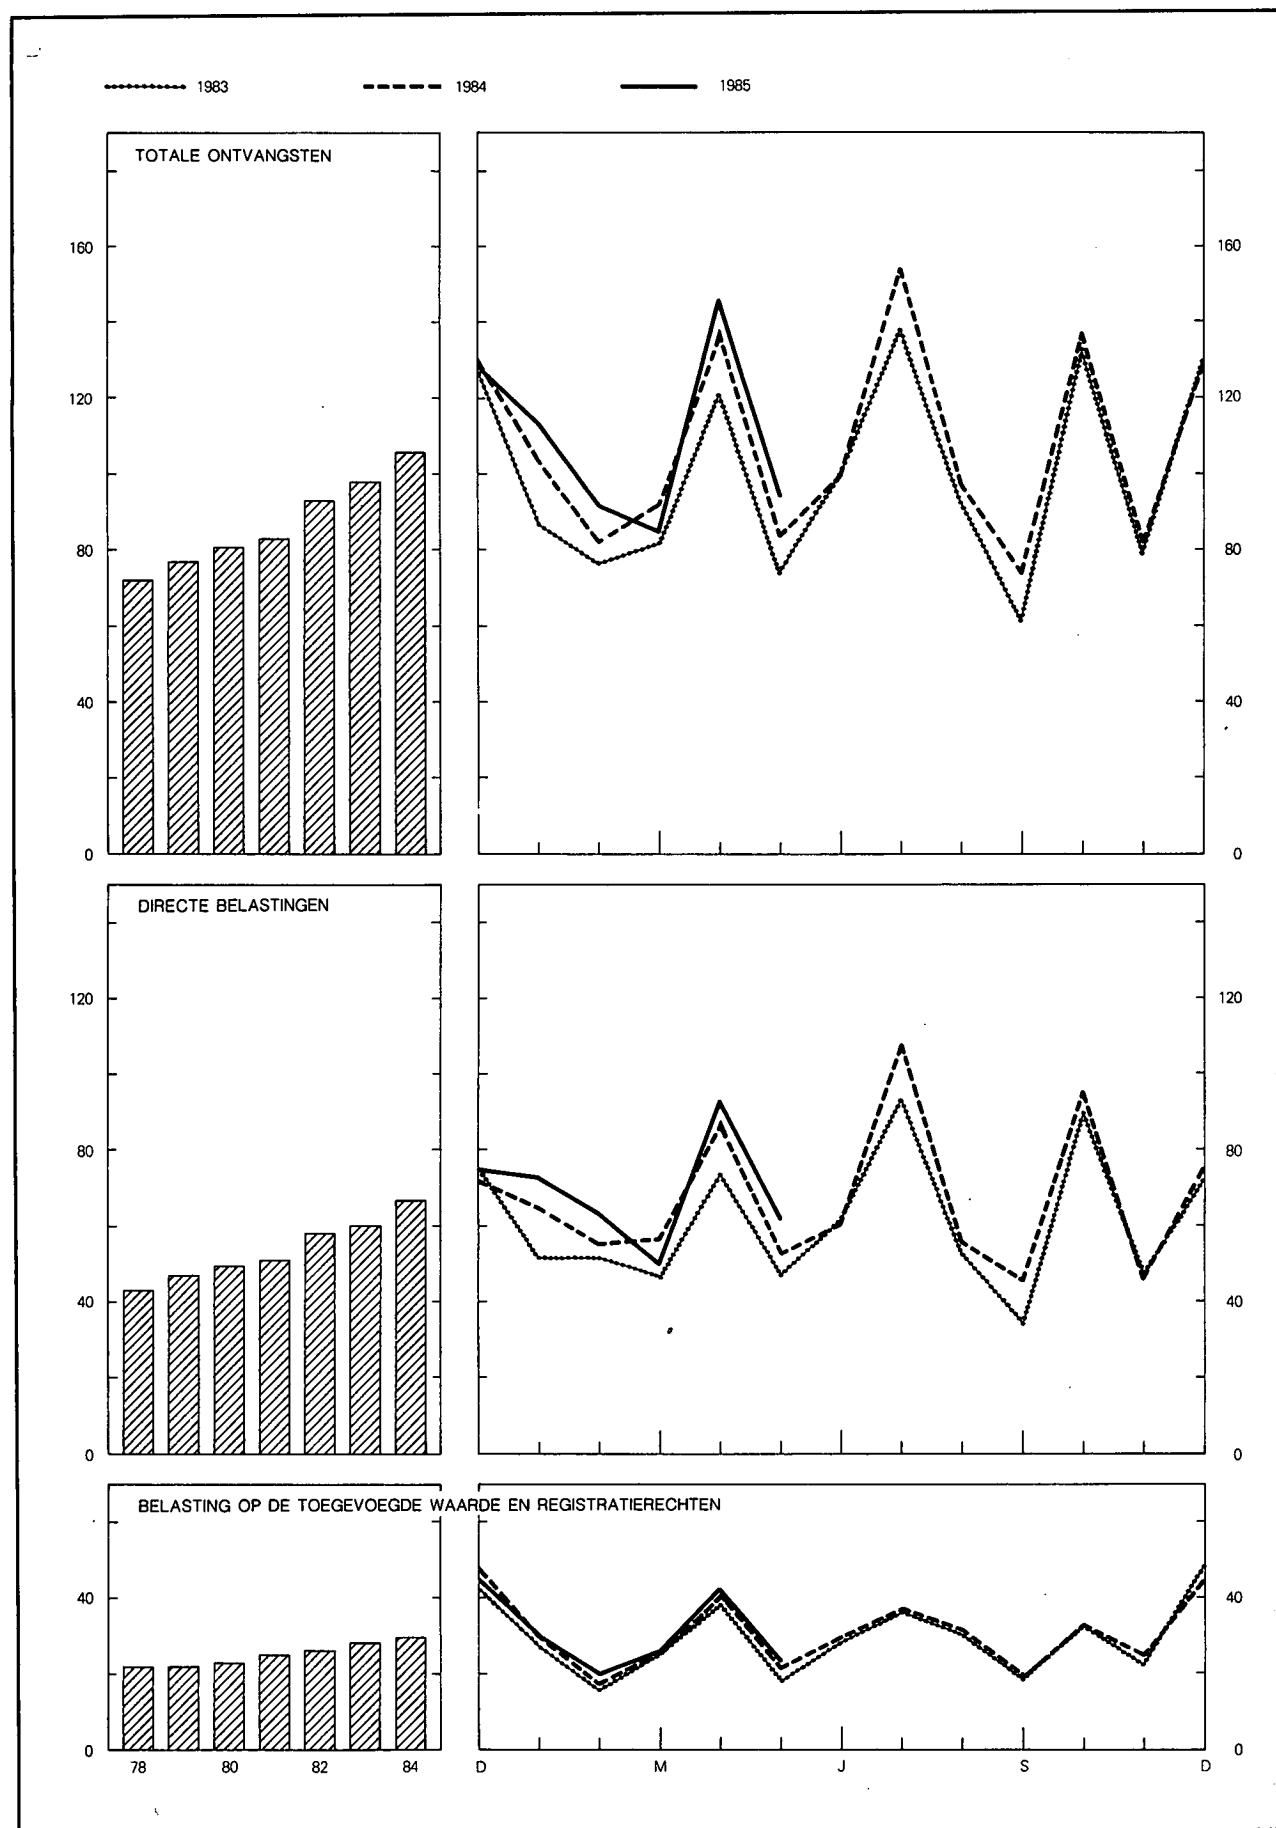 1983 1984 1985
TOTALE ONTVANGSTEN
160 160
120 120
80 80
40 40
0 0
DIRECTE BELASTINGEN
120 120
80 80
40 40
0 0
BELASTING OP DE TOEGEVOEGDE WAARDE EN REGISTRATIERECHTEN
40 40
0 0
78 80 82 84 D M J S D